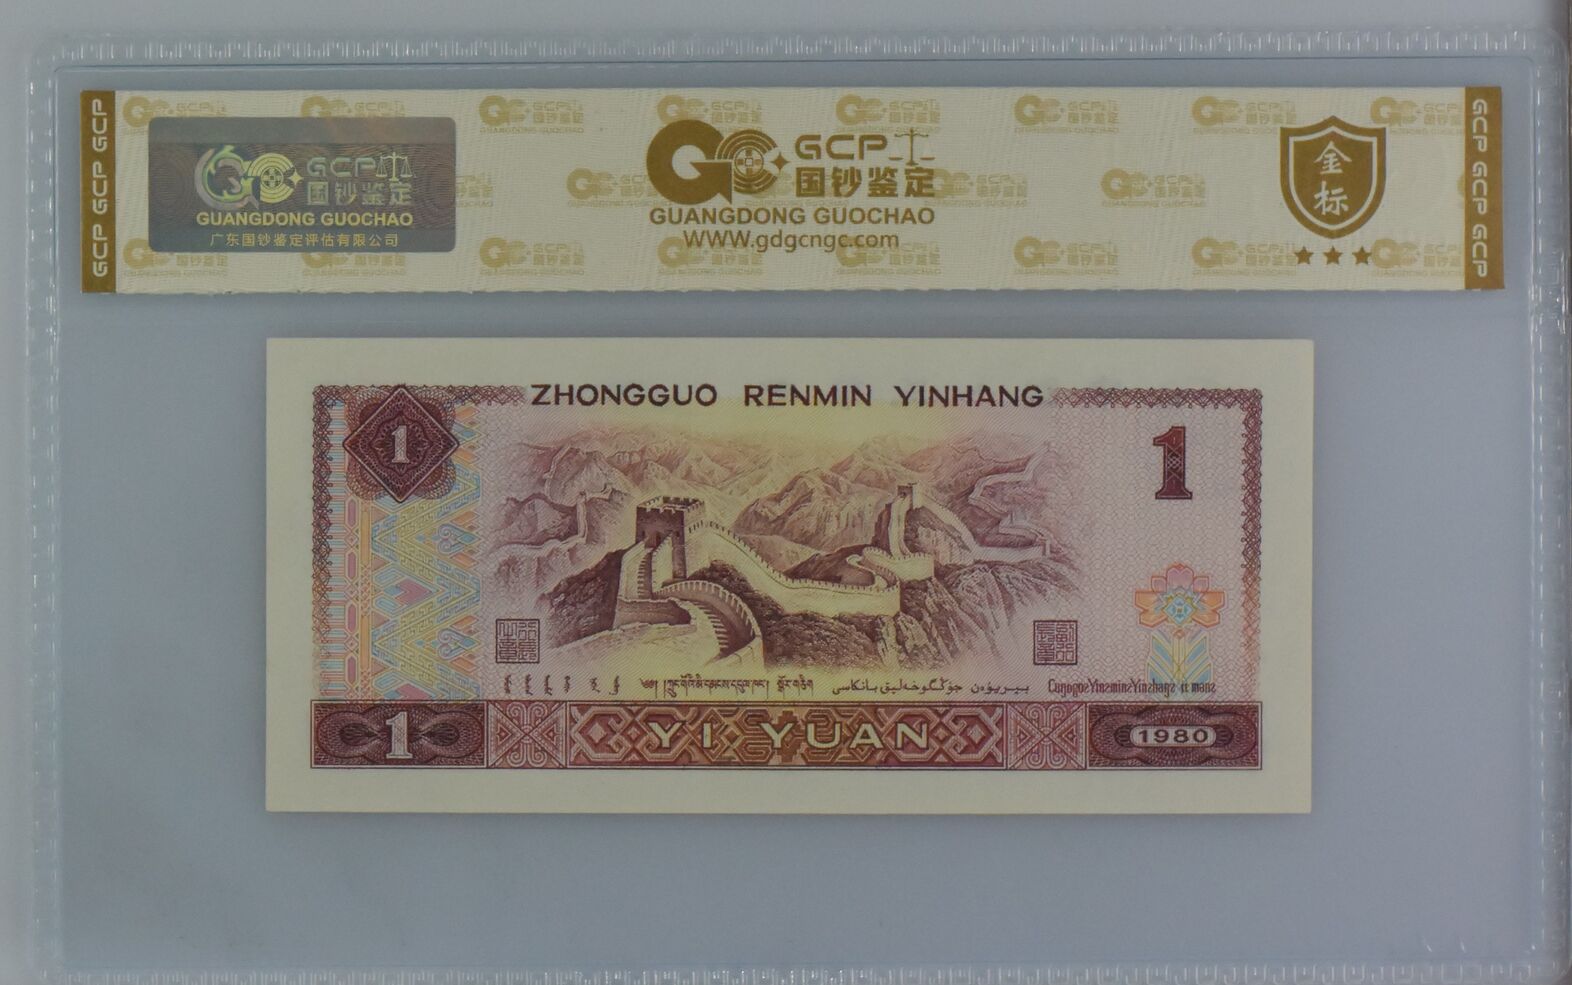 GCP GCP GCP
GCP
国钞鉴定
GUANGDONG GUOCHAO
广东国钞鉴定评估有限公司
GCP
国钞鉴定
GUANGDONG GUOCHAO
WWW.gdgcngc.com
金
标
GCP GCP GCP
ZHONGGUO RENMIN YINHANG
1
1
1
YI YUAN
1980